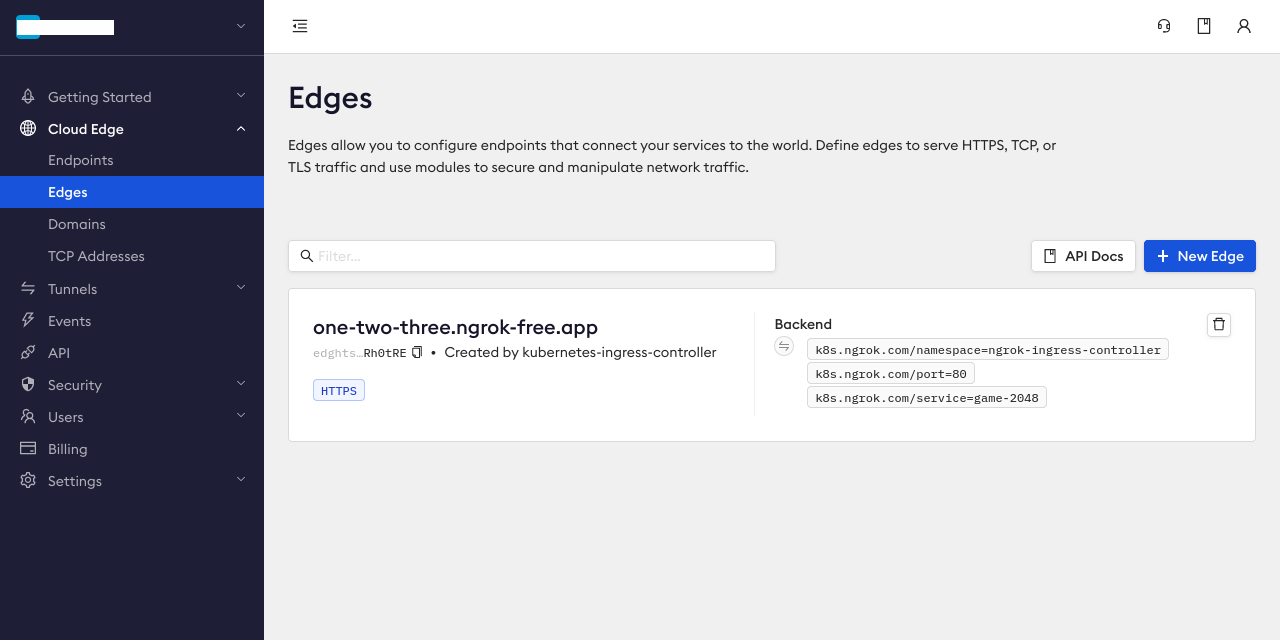 Getting Started
Cloud Edge
Endpoints
Edges
Domains
TCP Addresses
Tunnels
Events
API
Security
Users
Billing
Settings
Edges
Edges allow you to configure endpoints that connect your services to the world. Define edges to serve HTTPS, TCP, or
TLS traffic and use modules to secure and manipulate network traffic.
Filter...
API Docs
New Edge
one-two-three.ngrok-free.app
edghts…Rh0tRE • Created by kubernetes-ingress-controller
HTTPS
Backend
k8s.ngrok.com/namespace=ngrok-ingress-controller
k8s.ngrok.com/port=80
k8s.ngrok.com/service=game-2048